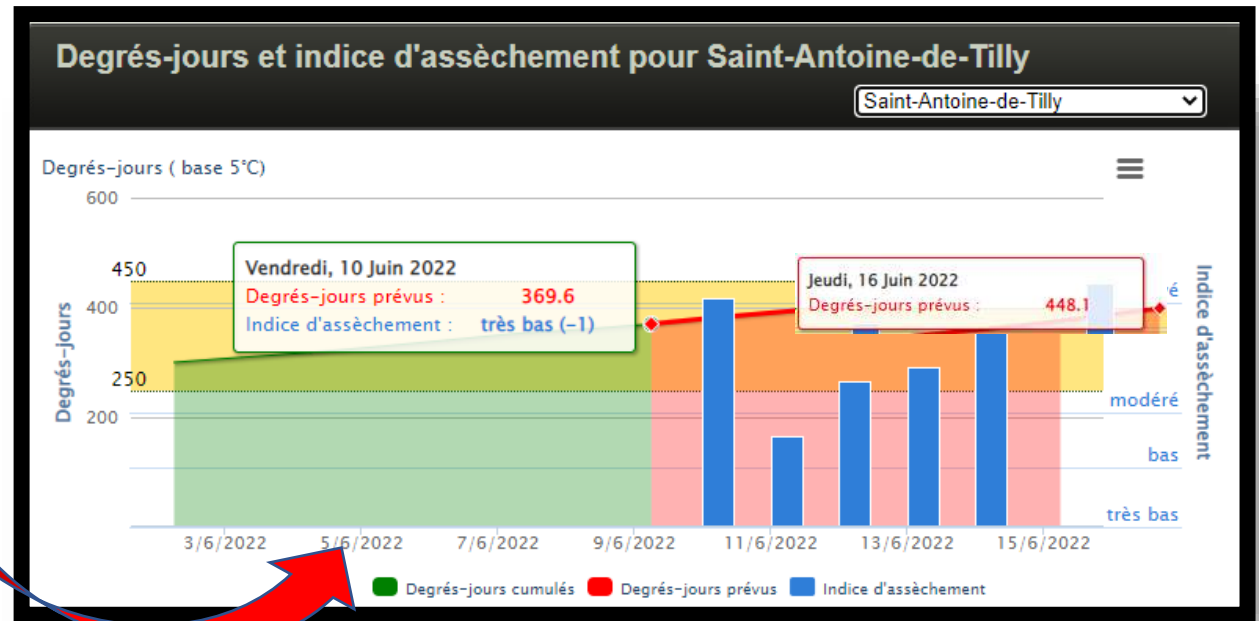 Degrés-jours et indice d'assèchement pour Saint-Antoine-de-Tilly
Saint-Antoine-de-Tilly
Degrés-jours ( base 5°C)
600
450
400
250
200
Degrés-jours
Vendredi, 10 Juin 2022
Degrés-jours prévus : 369.6
Indice d'assèchement : très bas (-1)
Jeudi, 16 Juin 2022
Degrés-jours prévus : 448.1
é
modéré
bas
très bas
Indice d'assèchement
3/6/2022 5/6/2022 7/6/2022 9/6/2022 11/6/2022 13/6/2022 15/6/2022
Degrés-jours cumulés Degrés-jours prévus Indice d'assèchement